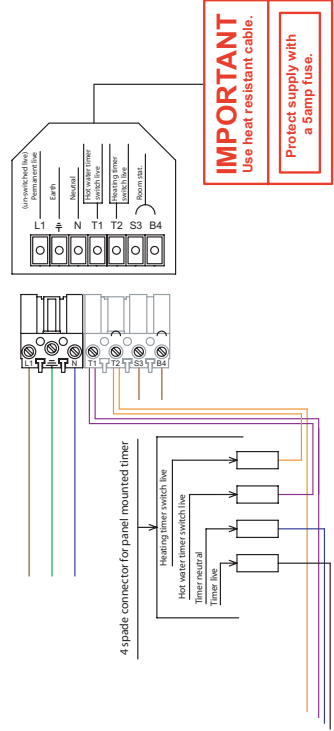 IMPORTANT
Use heat resistant cable.
Protect supply with
a 5amp fuse.
(un-switched live)
Permanent live
Earth
Neutral
Hot water timer
switch live
Heating timer
switch live
Room stat.
L1
N
T1
T2
S3
B4
L1
N
T1
T2
S3
B4
4 spade connector for panel mounted timer
Heating timer switch live
Hot water timer switch live
Timer neutral
Timer live